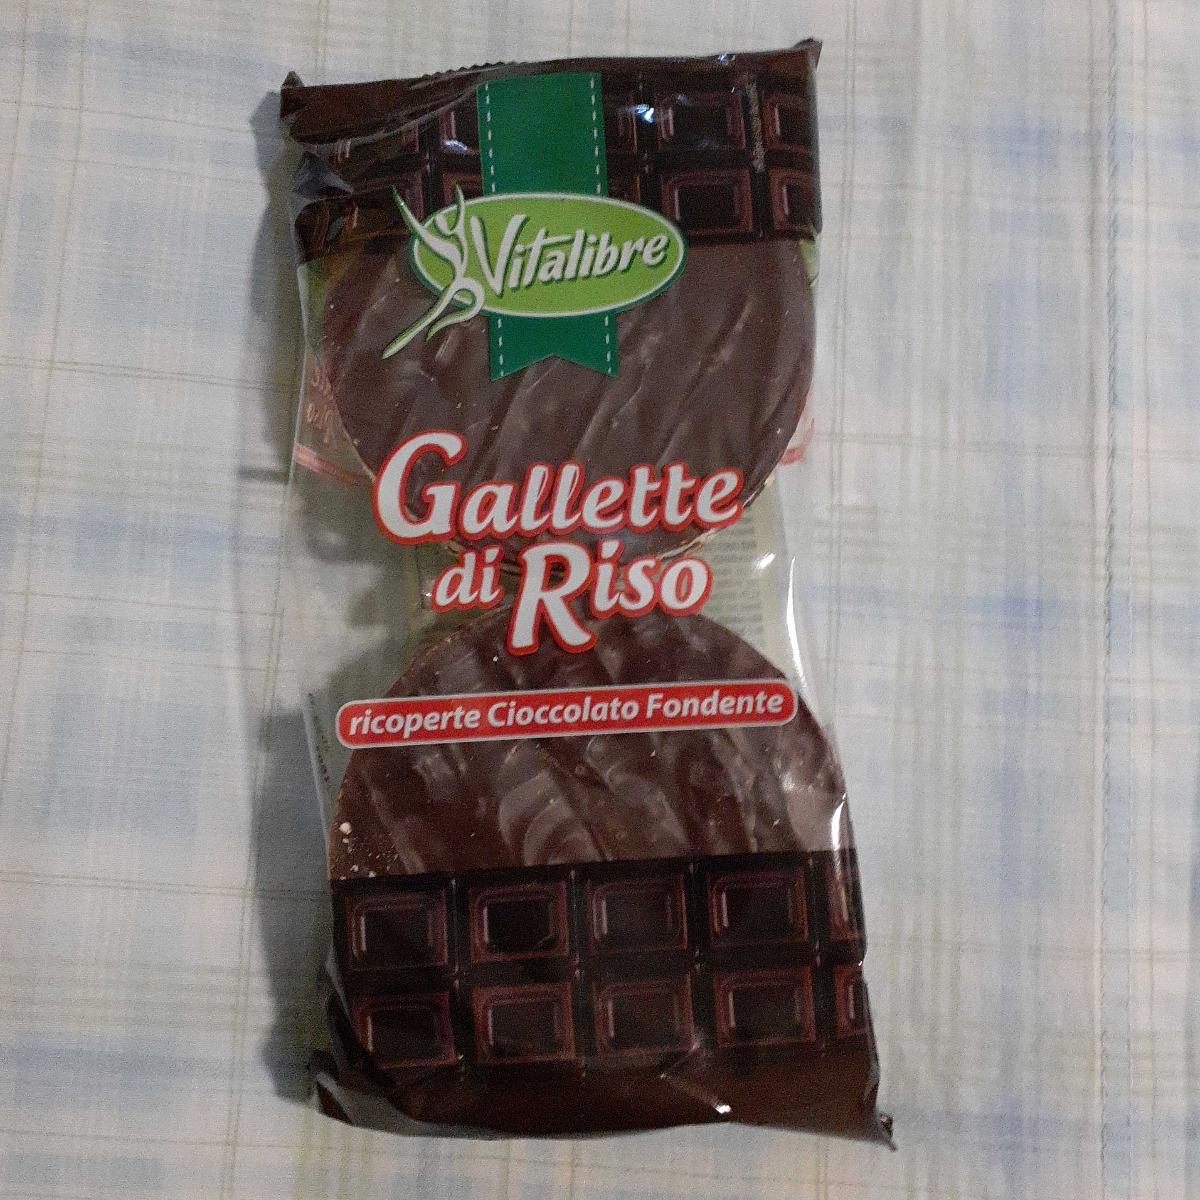 Vitalibre
Gallette
di Riso
ricoperte Cioccolato Fondente